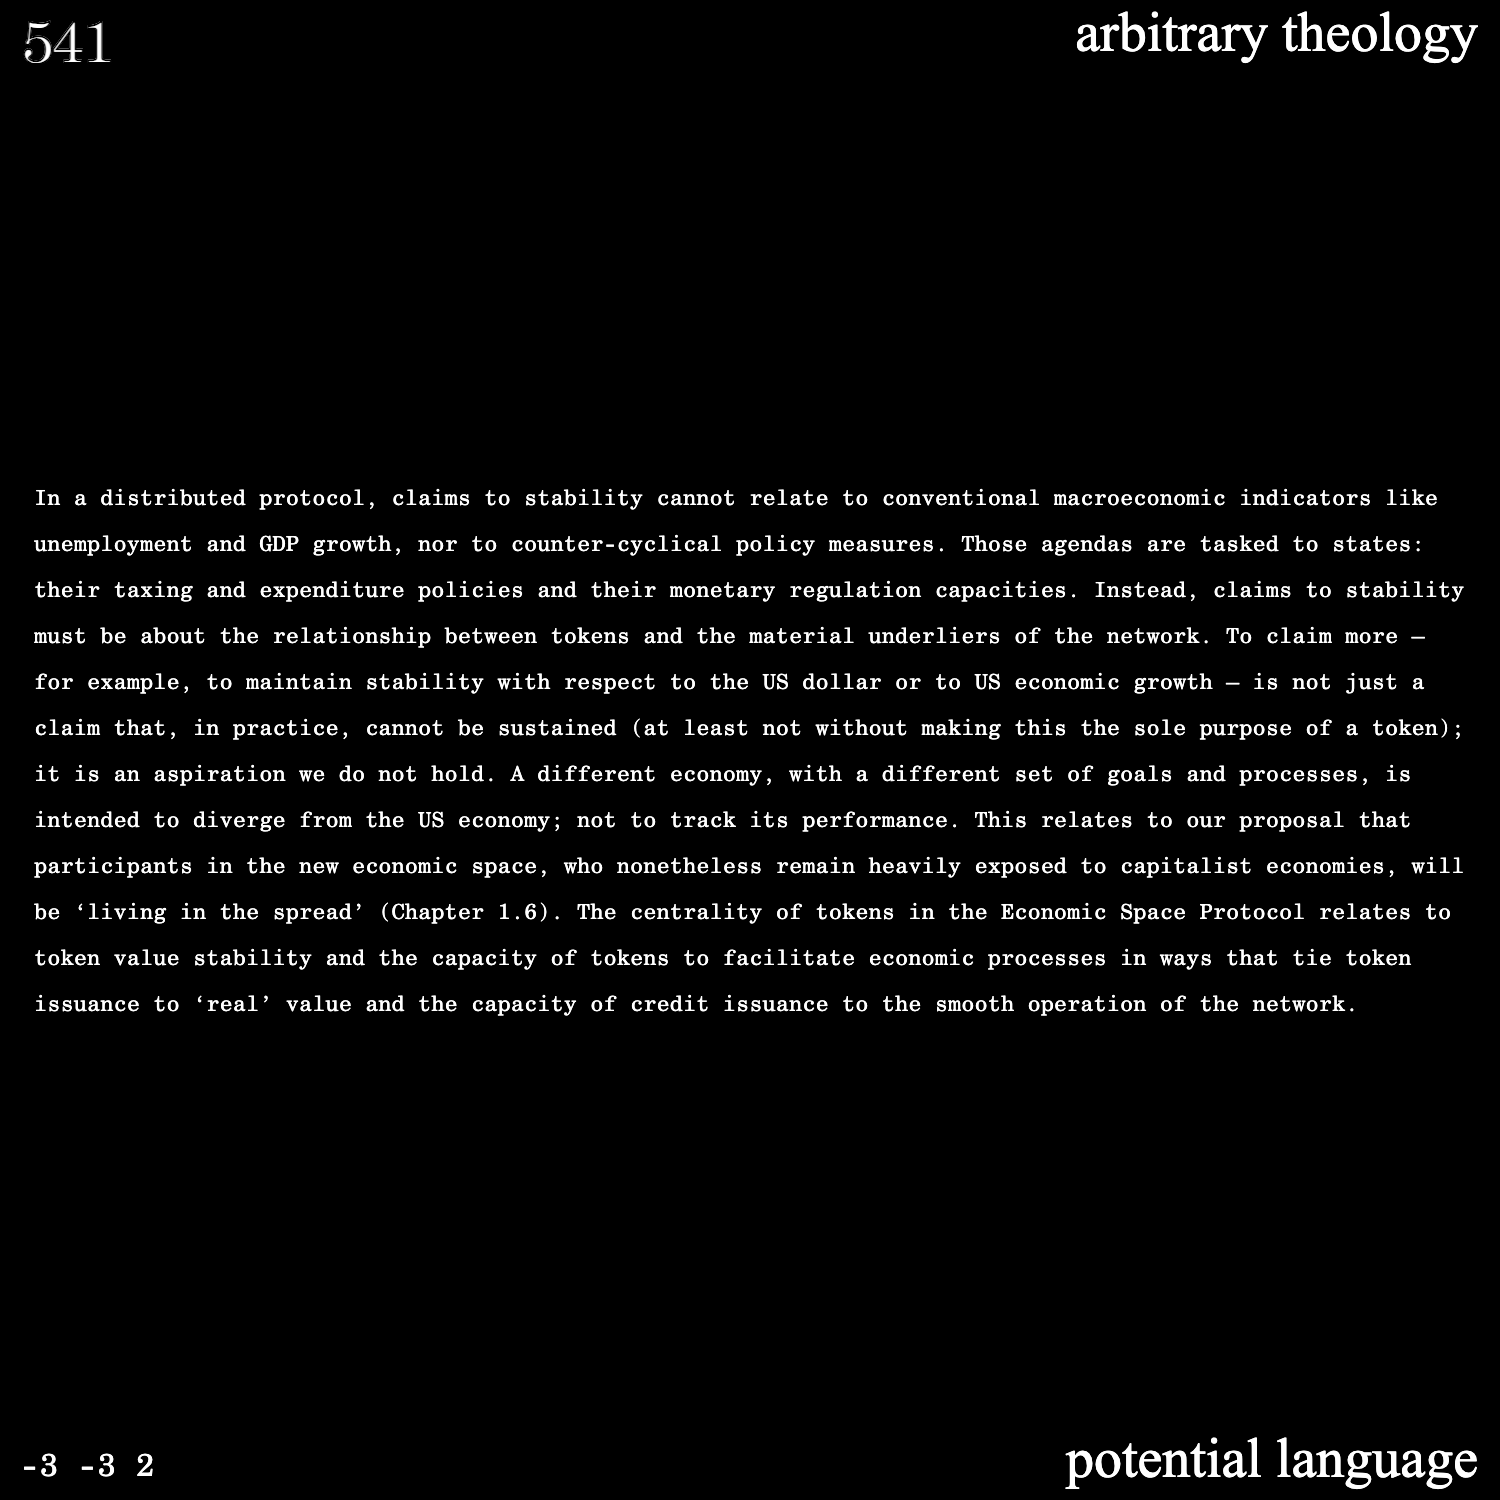 541
arbitrary theology
In a distributed protocol, claims to stability cannot relate to conventional macroeconomic indicators like
unemployment and GDP growth, nor to counter-cyclical policy measures. Those agendas are tasked to states:
their taxing and expenditure policies and their monetary regulation capacities. Instead, claims to stability
must be about the relationship between tokens and the material underliers of the network. To claim more —
for example, to maintain stability with respect to the US dollar or to US economic growth — is not just a
claim that, in practice, cannot be sustained (at least not without making this the sole purpose of a token);
it is an aspiration we do not hold. A different economy, with a different set of goals and processes, is
intended to diverge from the US economy; not to track its performance. This relates to our proposal that
participants in the new economic space, who nonetheless remain heavily exposed to capitalist economies, will
be ‘living in the spread’ (Chapter 1.6). The centrality of tokens in the Economic Space Protocol relates to
token value stability and the capacity of tokens to facilitate economic processes in ways that tie token
issuance to ‘real’ value and the capacity of credit issuance to the smooth operation of the network.
-3 -3 2
potential language